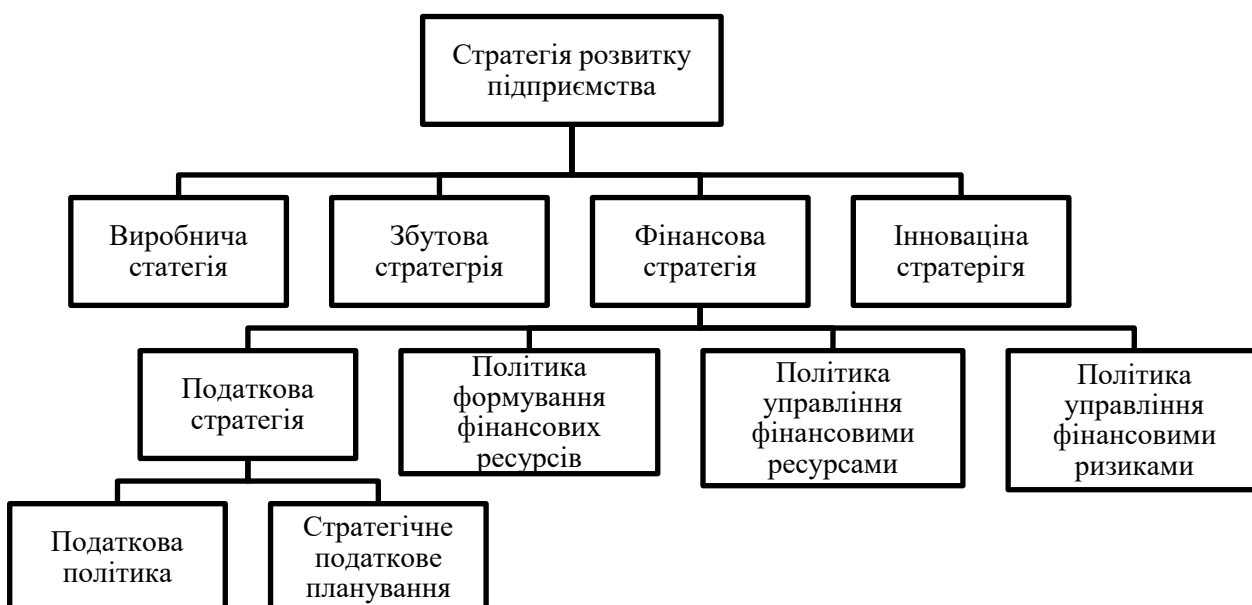 Стратегія розвитку
підприємства
Виробнича
статегія
Збутова
стратегрія
Фінансова
стратегія
Інноваціна
стратерігя
Податкова
стратегія
Політика
формування
фінансових
ресурсів
Політика
управління
фінансовими
ресурсами
Політика
управління
фінансовими
ризиками
Податкова
політика
Стратегічне
податкове
планування